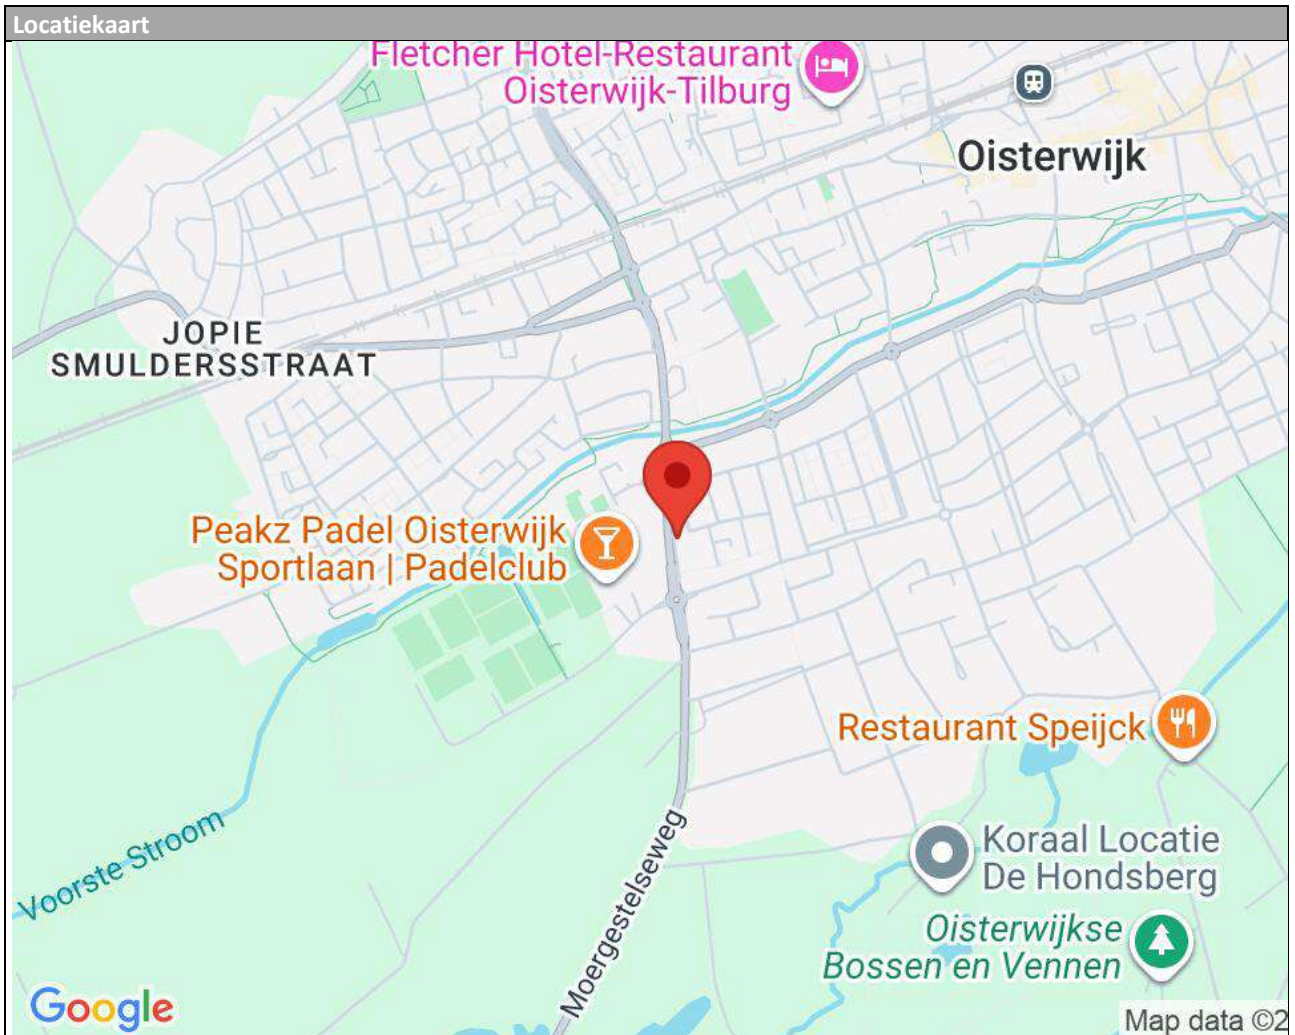 Locatiekaart
Fletcher Hotel-Restaurant
Oisterwijk-Tilburg
Oisterwijk
JOPIE
SMULDERSSTRAAT
Peakz Padel Oisterwijk
Sportlaan | Padelclub
Restaurant Speijck
Voorste Stroom
Moergestelseweg
Koraal Locatie
De Hondsberg
Oisterwijkse
Bossen en Vennen
Google
Map data ©2